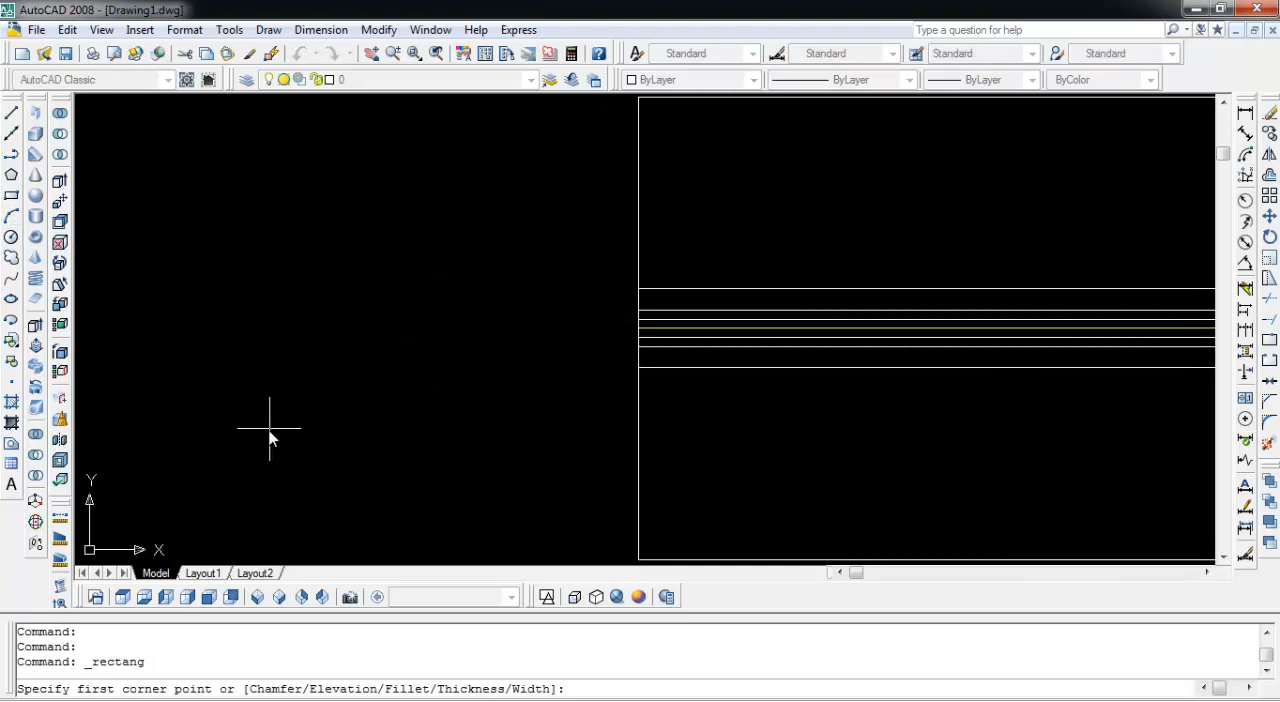 AutoCAD 2008 - [Drawing1.dwg]
File Edit View Insert Format Tools Draw Dimension Modify Window Help Express
Type a question for help
Standard Standard Standard Standard
AutoCAD Classic 0 ByLayer ByLayer ByLayer ByColor
A
Y
X
Model Layout1 Layout2
Command:
Command:
Command: _rectang
Specify first corner point or [Chamfer/Elevation/Fillet/Thickness/Width]: